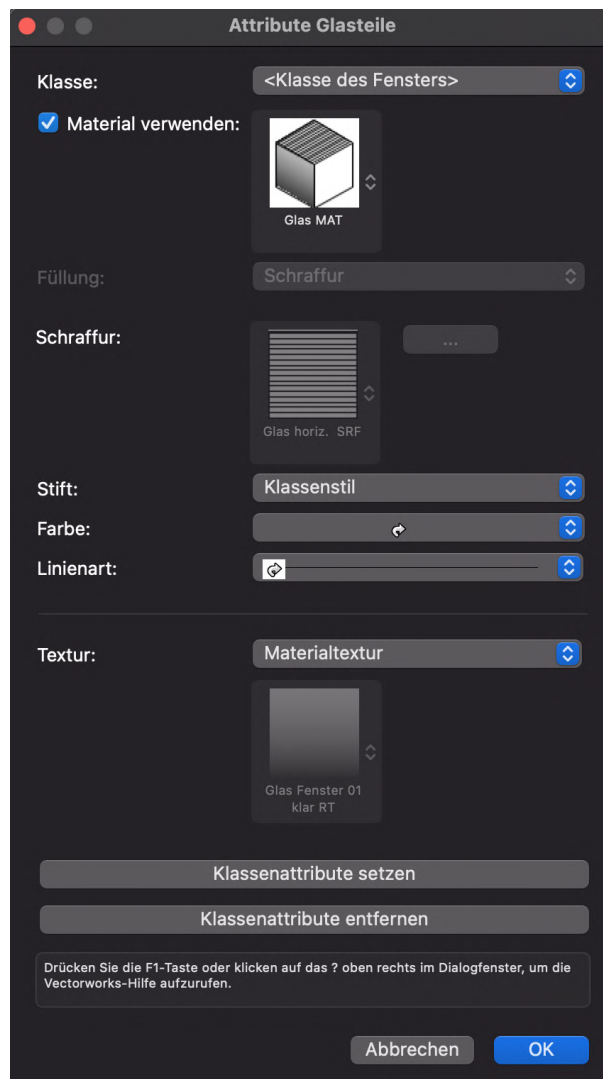 Attribute Glasteile
Klasse:
<Klasse des Fensters>
Material verwenden:
Glas MAT
Füllung:
Schraffur
Schraffur:
...
Glas horiz. SRF
Stift:
Klassenstil
Farbe:
Linienart:
Textur:
Materialtextur
Glas Fenster 01
klar RT
Klassenattribute setzen
Klassenattribute entfernen
Drücken Sie die F1-Taste oder klicken auf das ? oben rechts im Dialogfenster, um die
Vectorworks-Hilfe aufzurufen.
Abbrechen
OK